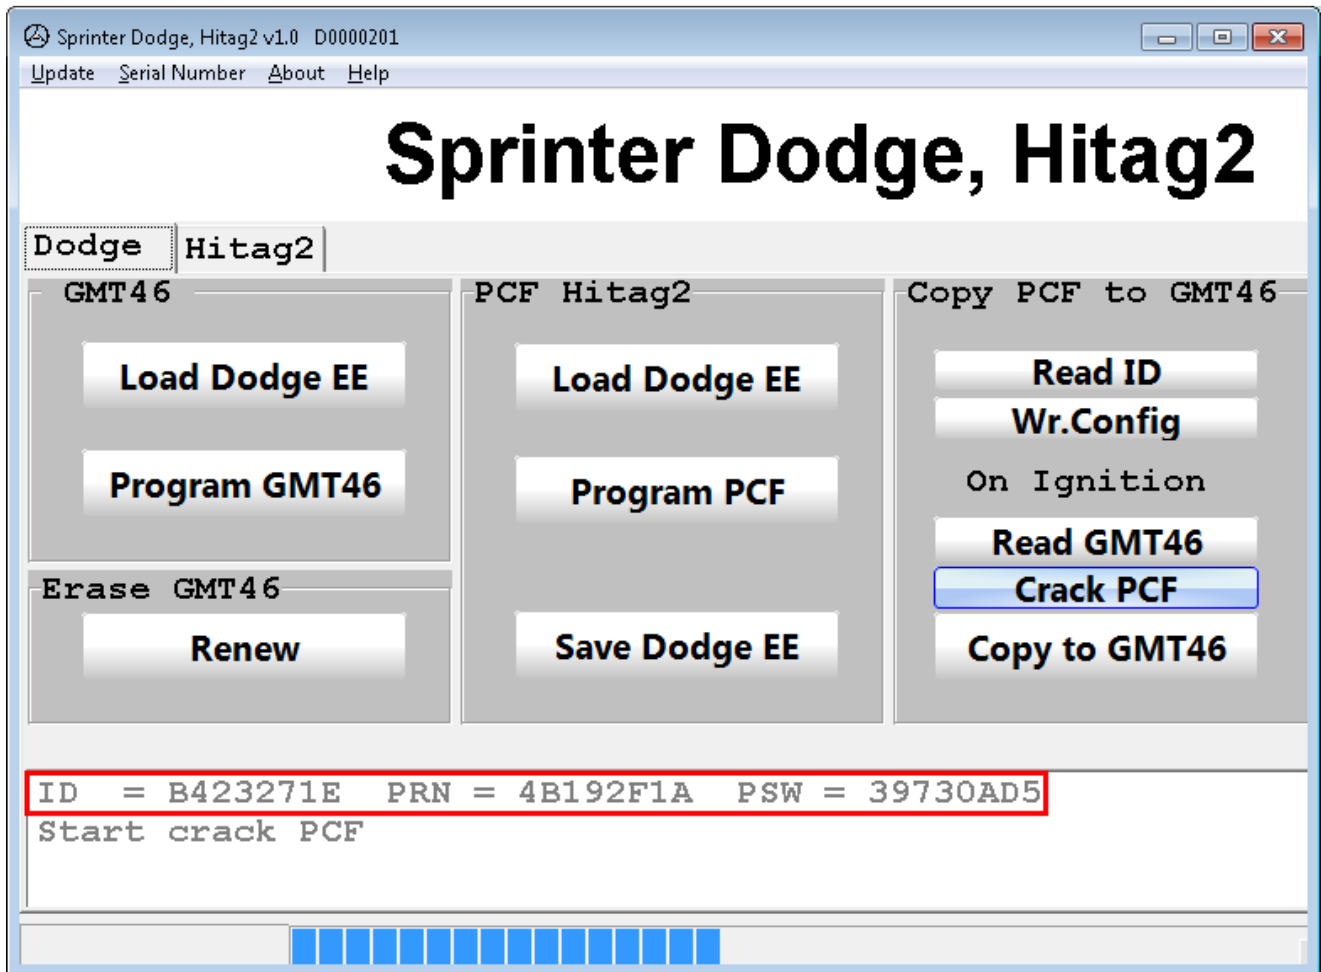 Sprinter Dodge, Hitag2 v1.0 D0000201
Update Serial Number About Help
Sprinter Dodge, Hitag2
Dodge Hitag2
GMT46
Load Dodge EE
Program GMT46
Erase GMT46
Renew
PCF Hitag2
Load Dodge EE
Program PCF
Save Dodge EE
Copy PCF to GMT46
Read ID
Wr.Config
On Ignition
Read GMT46
Crack PCF
Copy to GMT46
ID = B423271E PRN = 4B192F1A PSW = 39730AD5
Start crack PCF